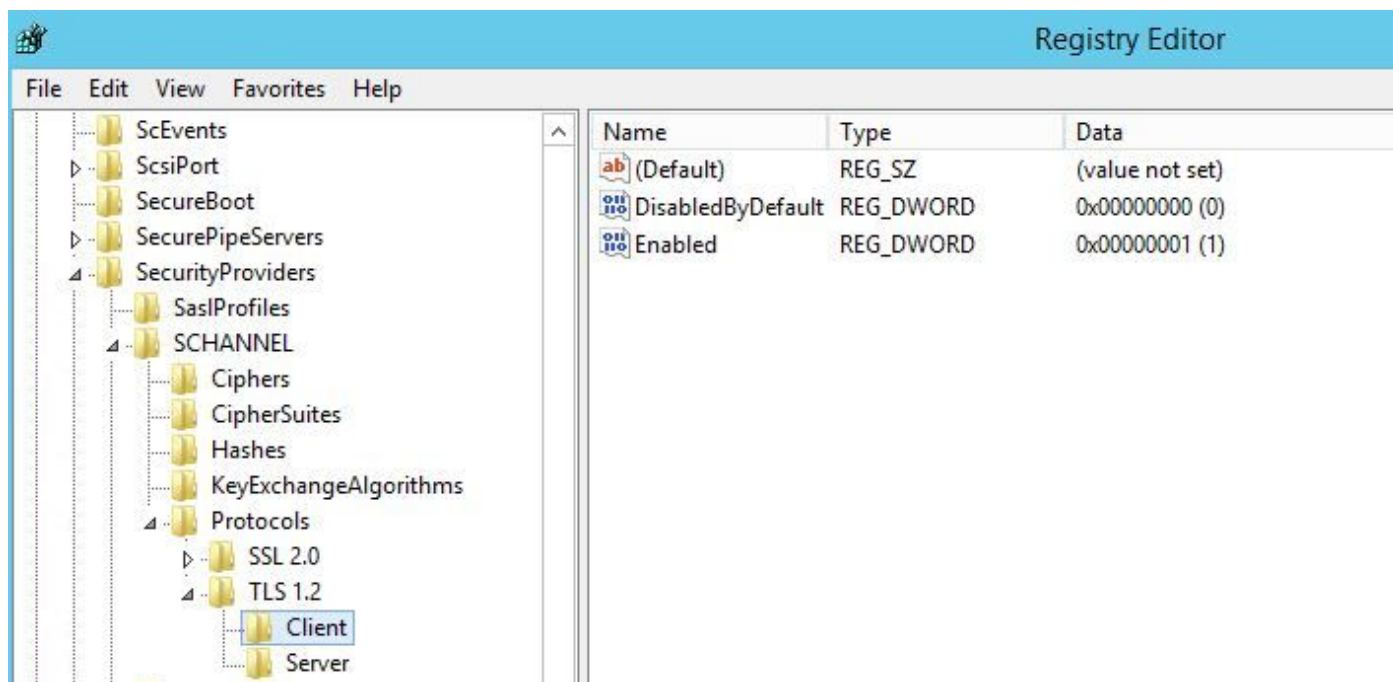 Registry Editor
File Edit View Favorites Help
ScEvents
ScsiPort
SecureBoot
SecurePipeServers
SecurityProviders
SaslProfiles
SCHANNEL
Ciphers
CipherSuites
Hashes
KeyExchangeAlgorithms
Protocols
SSL 2.0
TLS 1.2
Client
Server
Name Type Data
(Default) REG_SZ (value not set)
DisabledByDefault REG_DWORD 0x00000000 (0)
Enabled REG_DWORD 0x00000001 (1)